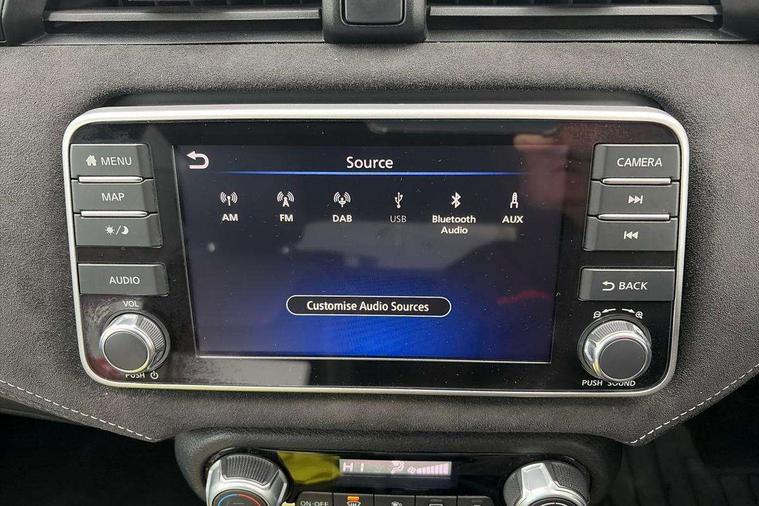 MENU
MAP
AUDIO
VOL
PUSH
Source
AM
FM
DAB
USB
Bluetooth
Audio
AUX
Customise Audio Sources
CAMERA
BACK
PUSH SOUND
HI
ON·OFF